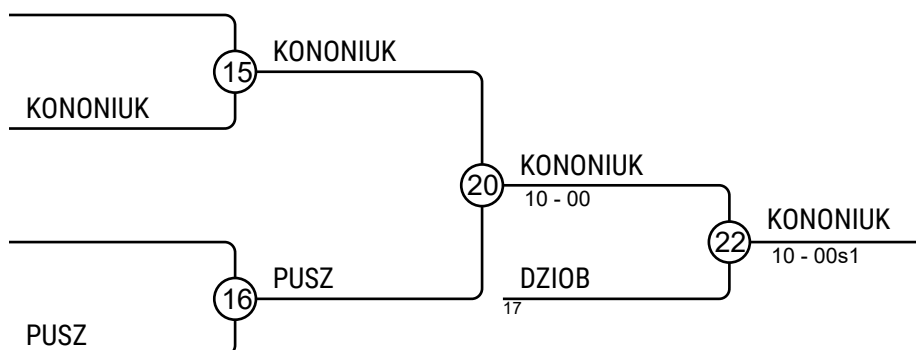 KONONIUK
15
KONONIUK
KONONIUK
20
10 - 00
KONONIUK
22
10 - 00s1
PUSZ
16
DZIOB
17
PUSZ